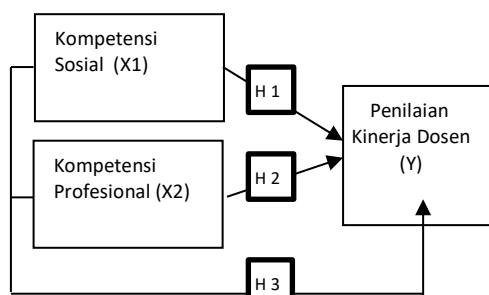 Kompetensi
Sosial (X1)
H 1
Penilaian
Kinerja Dosen
(Y)
Kompetensi
Profesional (X2)
H 2
H 3